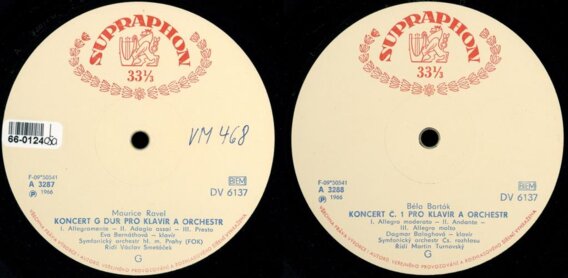 SUPRAPHON
33⅓
66-01240
VM 468
F-09*50541
A 3287
℗ 1966
BIEM
DV 6137
Maurice Ravel
KONCERT G DUR PRO KLAVÍR A ORCHESTR
I. Allegramente - II. Adagio assai - III. Presto
Eva Bernáthová - klavír
Symfonický orchestr hl. m. Prahy (FOK)
Řídí Václav Smetáček
G
SUPRAPHON
33⅓
F-09*50541
A 3288
℗ 1966
BIEM
DV 6137
Béla Bartók
KONCERT Č. 1 PRO KLAVÍR A ORCHESTR
I. Allegro moderato - II. Andante -
III. Allegro molto
Dagmar Baloghová - klavír
Symfonický orchestr Čs. rozhlasu
Řídí Martin Turnovský
G